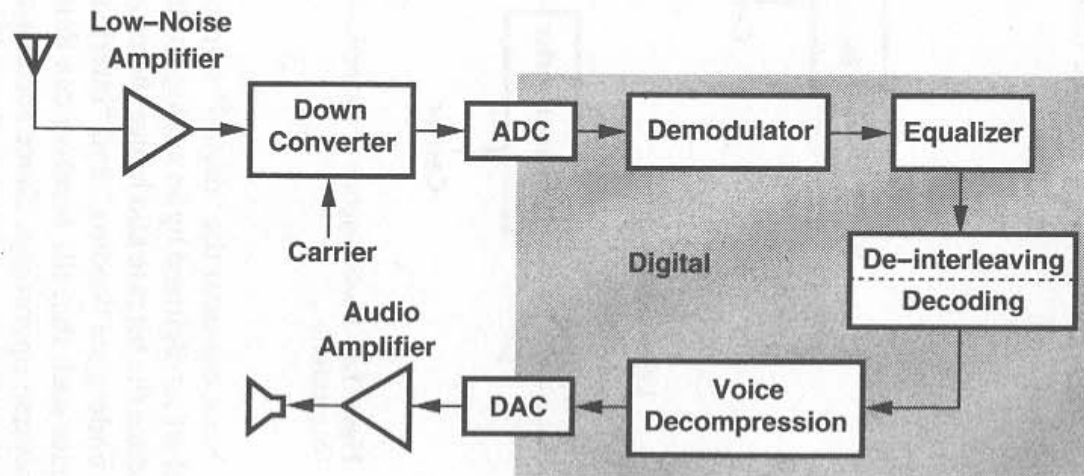 Low–Noise
Amplifier
Down
Converter
ADC
Demodulator
Equalizer
Carrier
Digital
De–interleaving
Decoding
Audio
Amplifier
DAC
Voice
Decompression